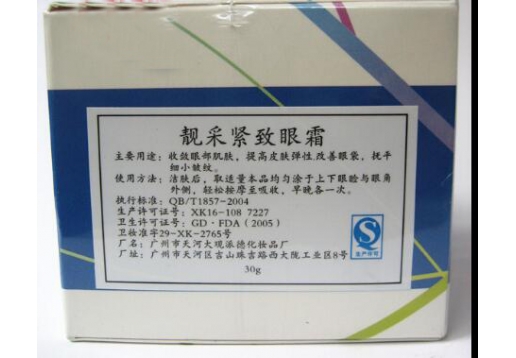 靓采紧致眼霜
主要用途：收敛眼部肌肤，提高皮肤弹性改善眼袋，抚平
细小皱纹。
使用方法：洁肤后，取适量本品均匀涂于上下眼睑与眼角
外侧，轻松按摩至吸收，早晚各一次。
执行标准：QB/T1857-2004
生产许可证号：XK16-108 7227
卫生许可证号：GD·FDA（2005）
卫妆准字29-XK-2765号
厂名：广州市天河大观派德化妆品厂
厂址：广州市天河区吉山珠吉路西大陇工业区8号
30g
生产许可